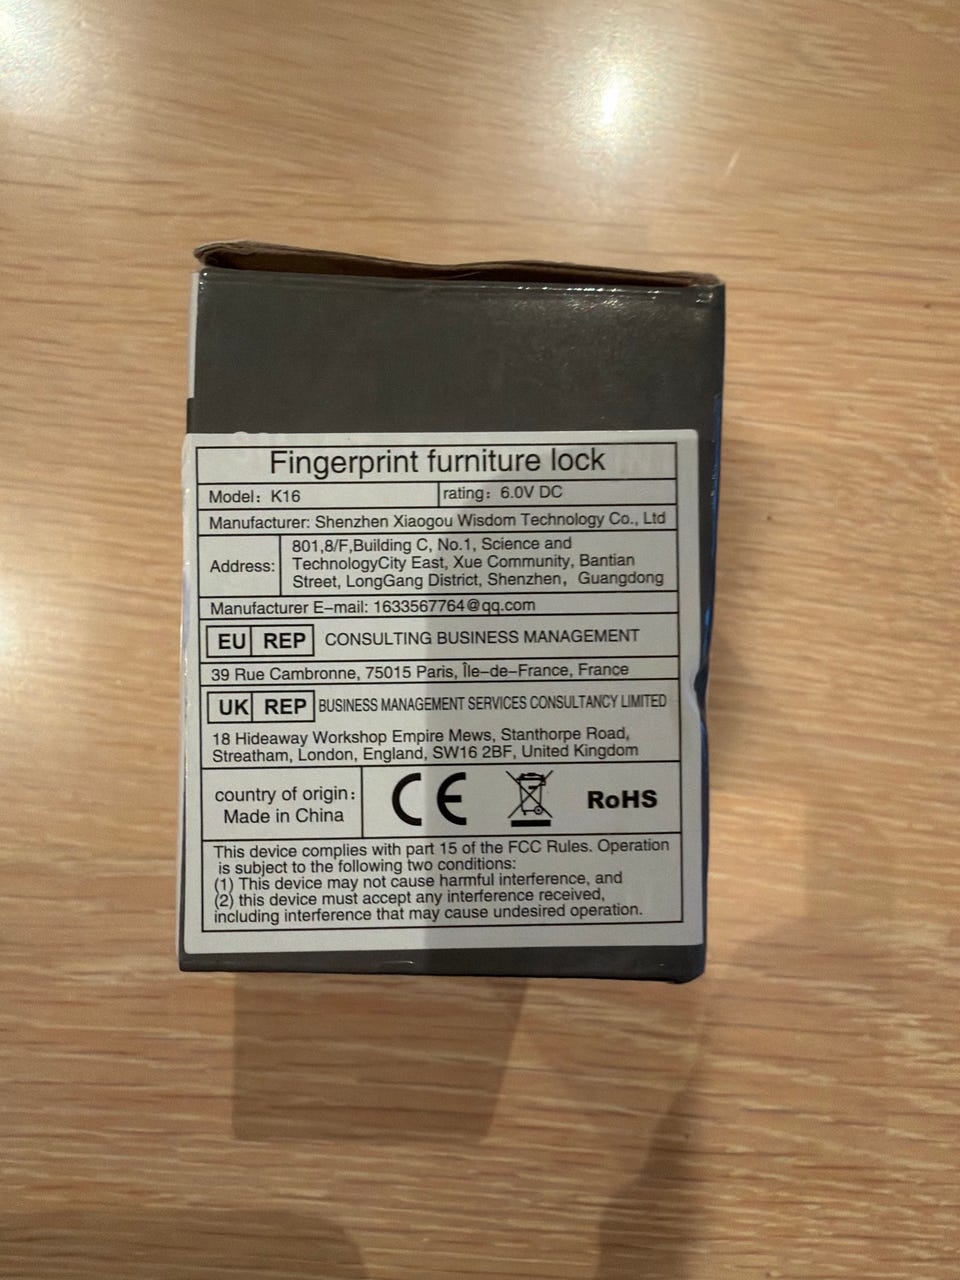 Fingerprint furniture lock
Model: K16
rating: 6.0V DC
Manufacturer: Shenzhen Xiaogou Wisdom Technology Co., Ltd
Address:
801,8/F,Building C, No.1, Science and
TechnologyCity East, Xue Community, Bantian
Street, LongGang District, Shenzhen, Guangdong
Manufacturer E-mail: 1633567764@qq.com
EU REP CONSULTING BUSINESS MANAGEMENT
39 Rue Cambronne, 75015 Paris, Île-de-France, France
UK REP BUSINESS MANAGEMENT SERVICES CONSULTANCY LIMITED
18 Hideaway Workshop Empire Mews, Stanthorpe Road,
Streatham, London, England, SW16 2BF, United Kingdom
country of origin:
Made in China
CE
RoHS
This device complies with part 15 of the FCC Rules. Operation
is subject to the following two conditions:
(1) This device may not cause harmful interference, and
(2) this device must accept any interference received,
including interference that may cause undesired operation.